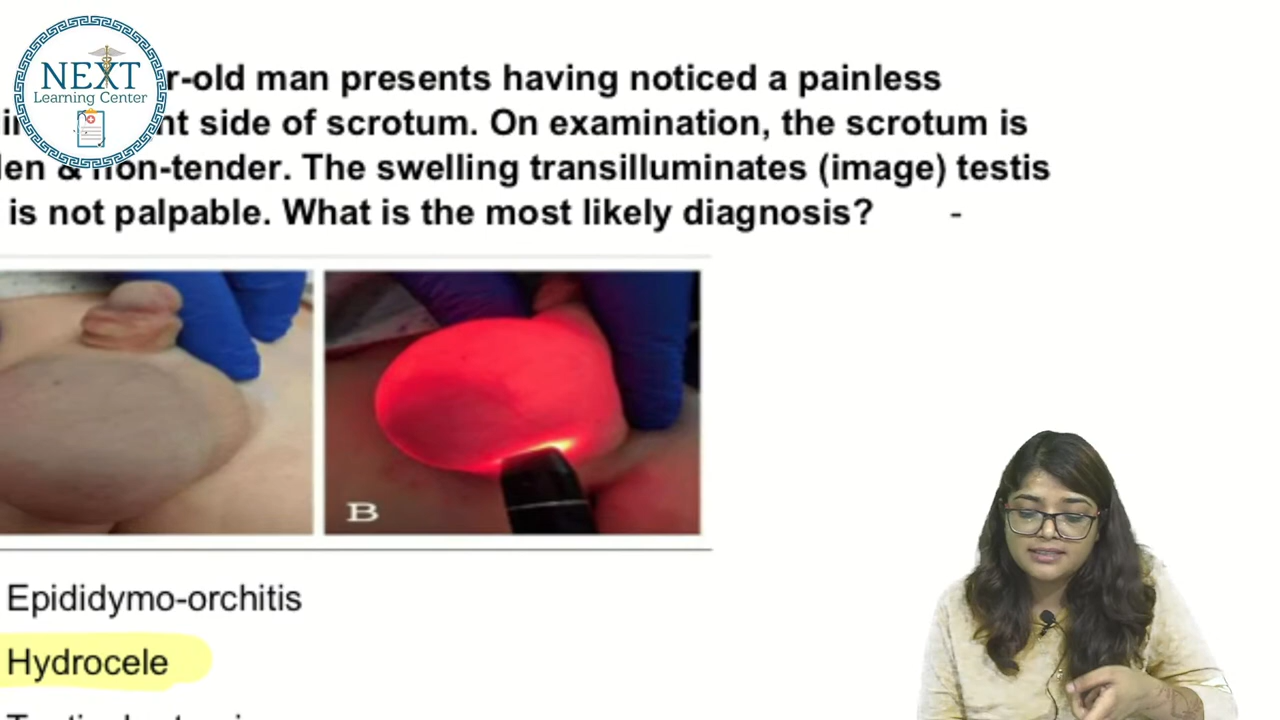 NEXT
Learning Center
r-old man presents having noticed a painless
nt side of scrotum. On examination, the scrotum is
len & non-tender. The swelling transilluminates (image) testis
is not palpable. What is the most likely diagnosis? -
B
Epididymo-orchitis
Hydrocele